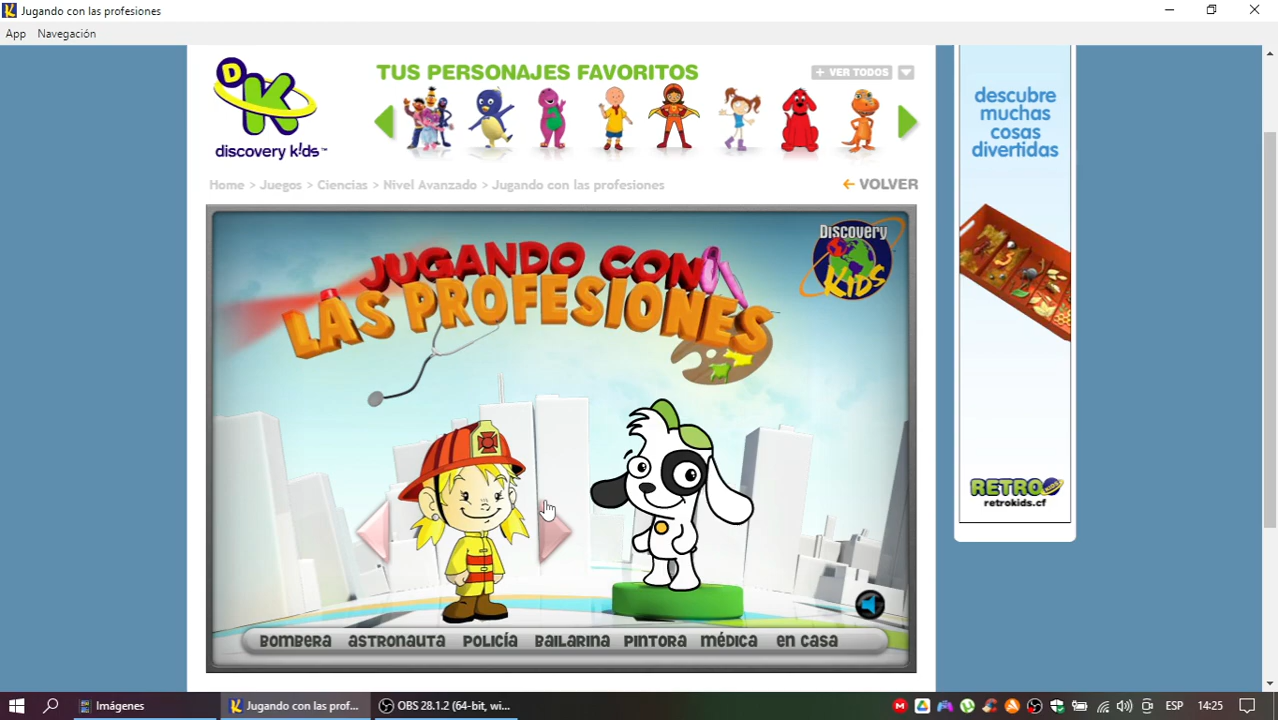 Jugando con las profesiones
App Navegación
D K
discovery k!ds™
TUS PERSONAJES FAVORITOS
+ VER TODOS
Home > Juegos > Ciencias > Nivel Avanzado > Jugando con las profesiones
← VOLVER
JUGANDO CON
LAS PROFESIONES
Discovery
KIDS
BOMBERA ASTRONAUTA POLICÍA BAILARINA PINTORA MÉDICA EN CASA
descubre
muchas
cosas
divertidas
RETRO
retrokids.cf
Imágenes
Jugando con las prof...
OBS 28.1.2 (64-bit, wi...
ESP
14:25